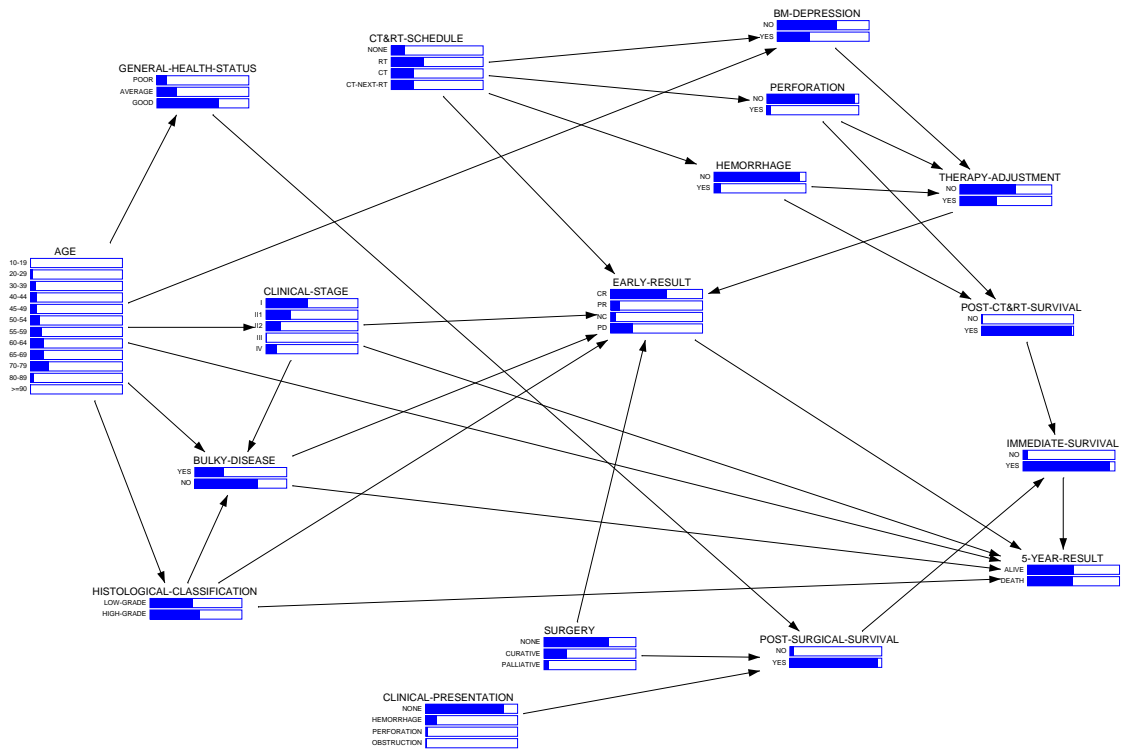 BM-DEPRESSION
NO
YES
CT&RT-SCHEDULE
NONE
RT
CT
CT-NEXT-RT
GENERAL-HEALTH-STATUS
POOR
AVERAGE
GOOD
PERFORATION
NO
YES
HEMORRHAGE
NO
YES
THERAPY-ADJUSTMENT
NO
YES
AGE
10-19
20-29
30-39
40-44
45-49
50-54
55-59
60-64
65-69
70-79
80-89
>=90
CLINICAL-STAGE
I
II1
II2
III
IV
EARLY-RESULT
CR
PR
NC
PD
POST-CT&RT-SURVIVAL
NO
YES
BULKY-DISEASE
YES
NO
IMMEDIATE-SURVIVAL
NO
YES
5-YEAR-RESULT
ALIVE
DEATH
HISTOLOGICAL-CLASSIFICATION
LOW-GRADE
HIGH-GRADE
SURGERY
NONE
CURATIVE
PALLIATIVE
POST-SURGICAL-SURVIVAL
NO
YES
CLINICAL-PRESENTATION
NONE
HEMORRHAGE
PERFORATION
OBSTRUCTION